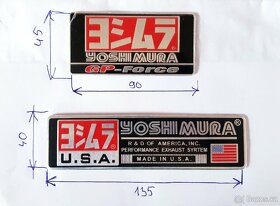 45
ヨシムラ
YOSHIMURA
GP-Force
90
40
ヨシムラ
U.S.A.
YOSHIMURA®
R & D OF AMERICA, INC.
PERFORMANCE EXHAUST SYRTEM
MADE IN U.S.A.
135